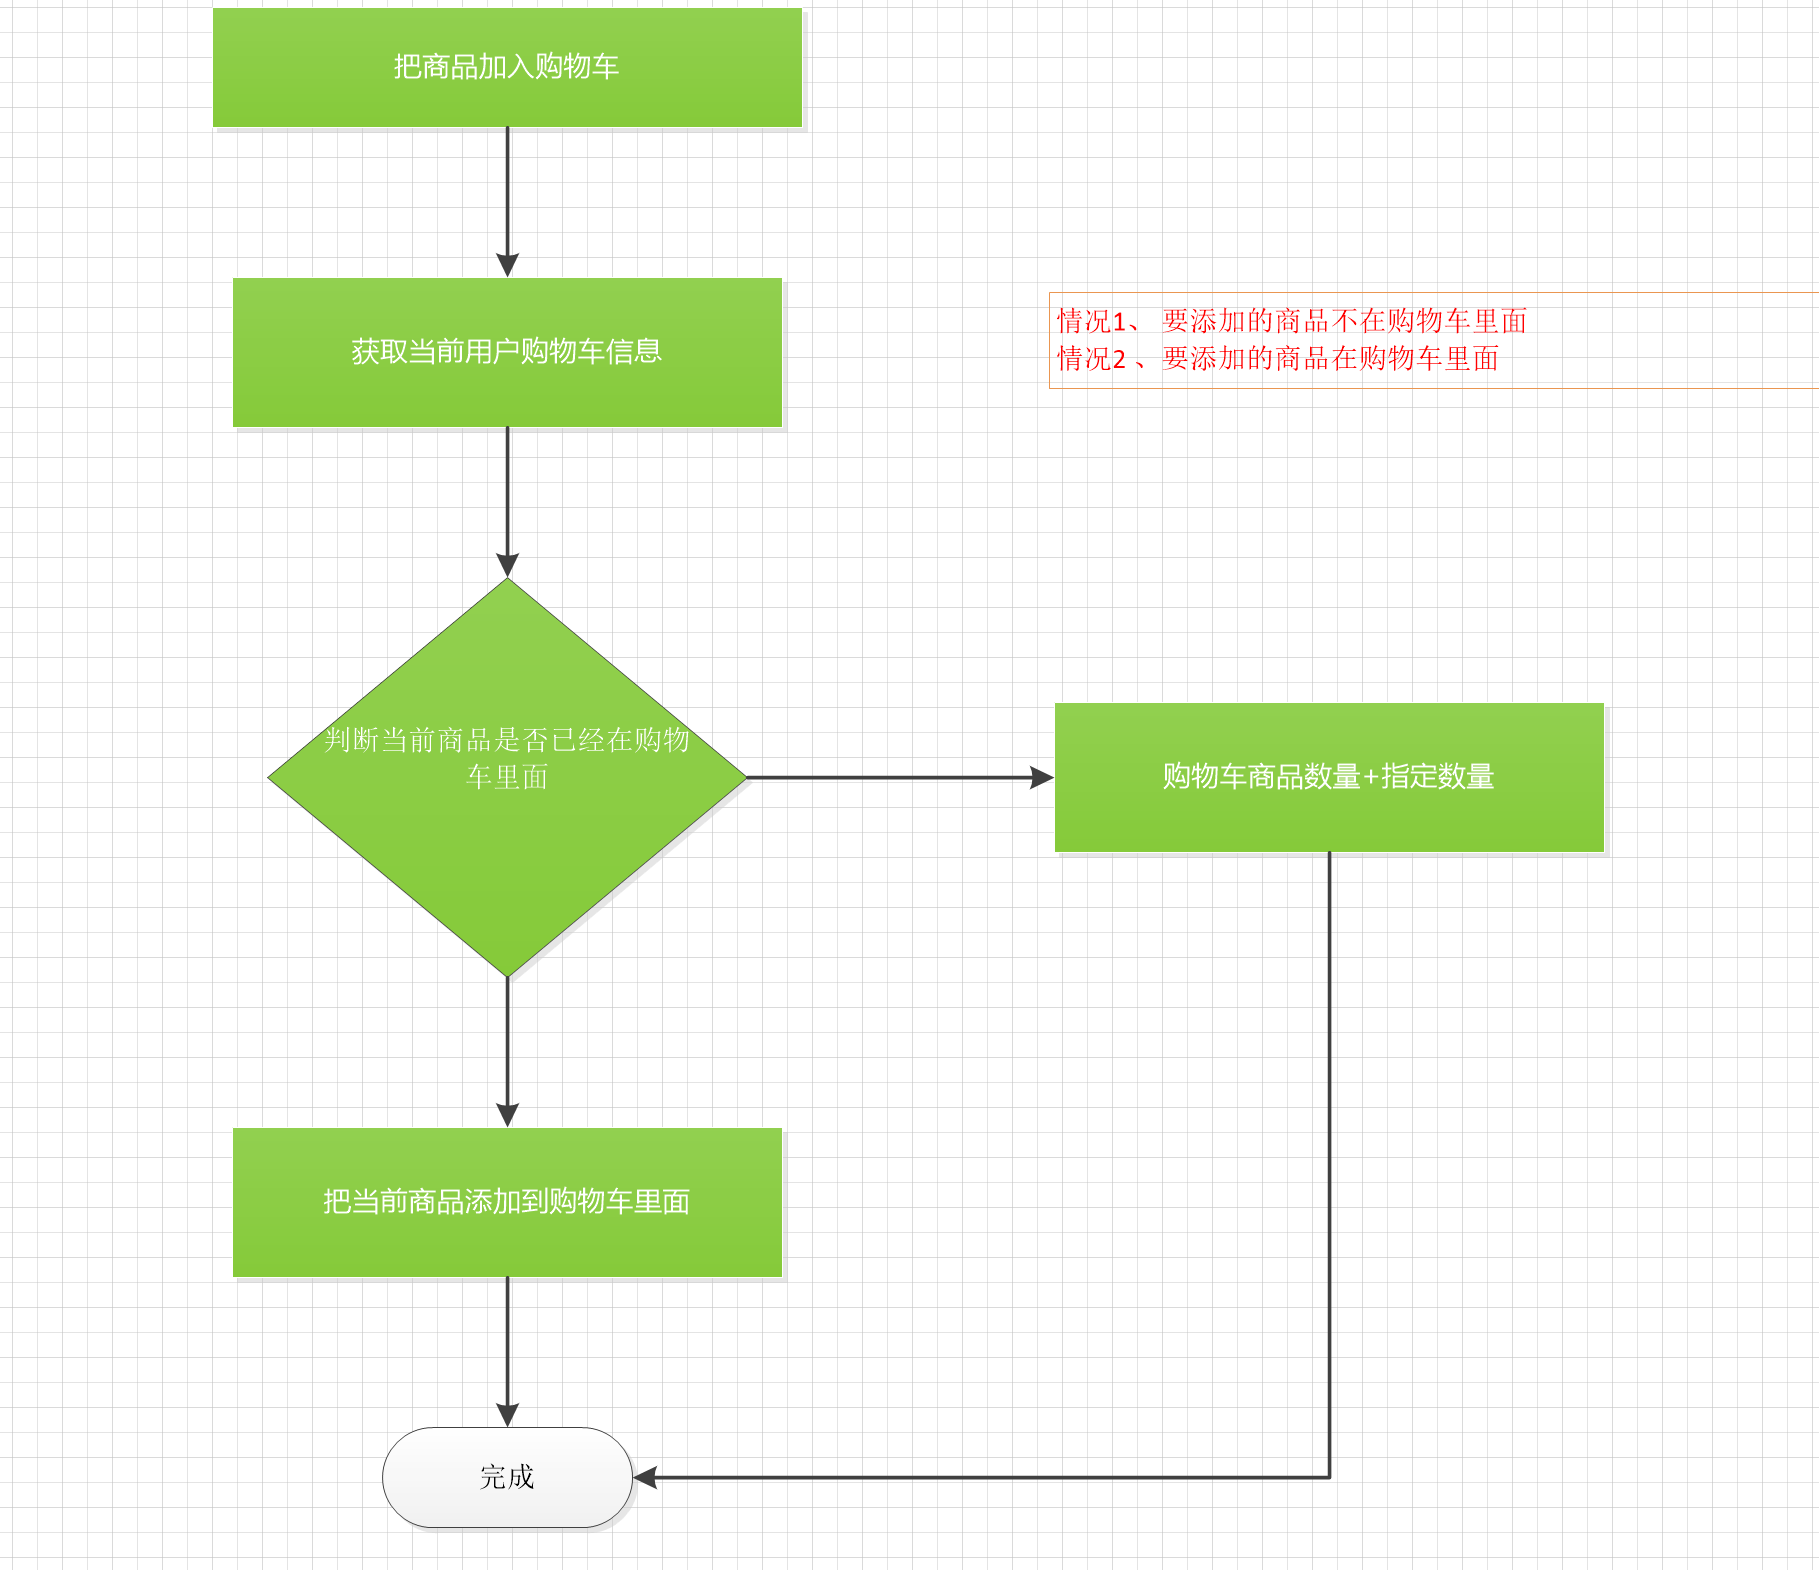 把商品加入购物车
获取当前用户购物车信息
情况1、 要添加的商品不在购物车里面
情况2 、要添加的商品在购物车里面
判断当前商品是否已经在购物
车里面
购物车商品数量+指定数量
把当前商品添加到购物车里面
完成